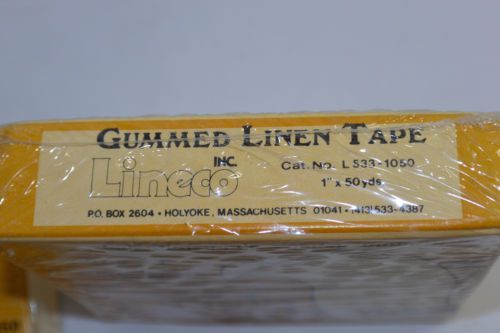 GUMMED LINEN TAPE
Lineco INC. Cat. No. L 533-1050
1" x 50 yds
P.O. BOX 2604 • HOLYOKE, MASSACHUSETTS 01041 • (413) 533-4387